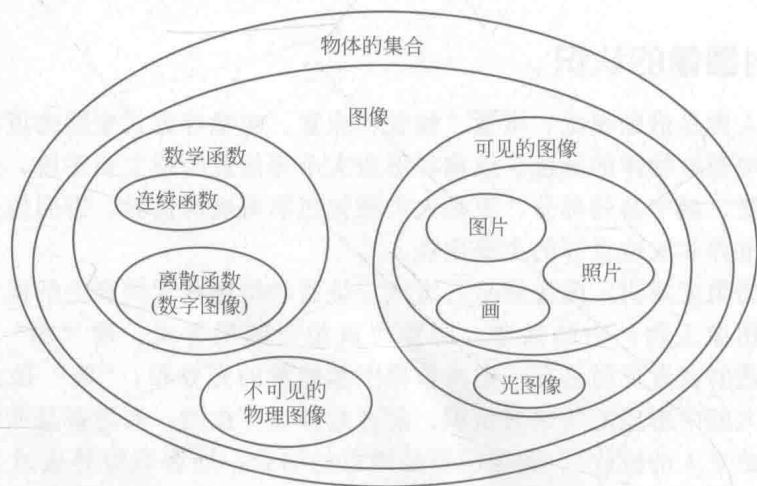 物体的集合
图像
数学函数
连续函数
离散函数
(数字图像)
可见的图像
图片
照片
画
光图像
不可见的
物理图像